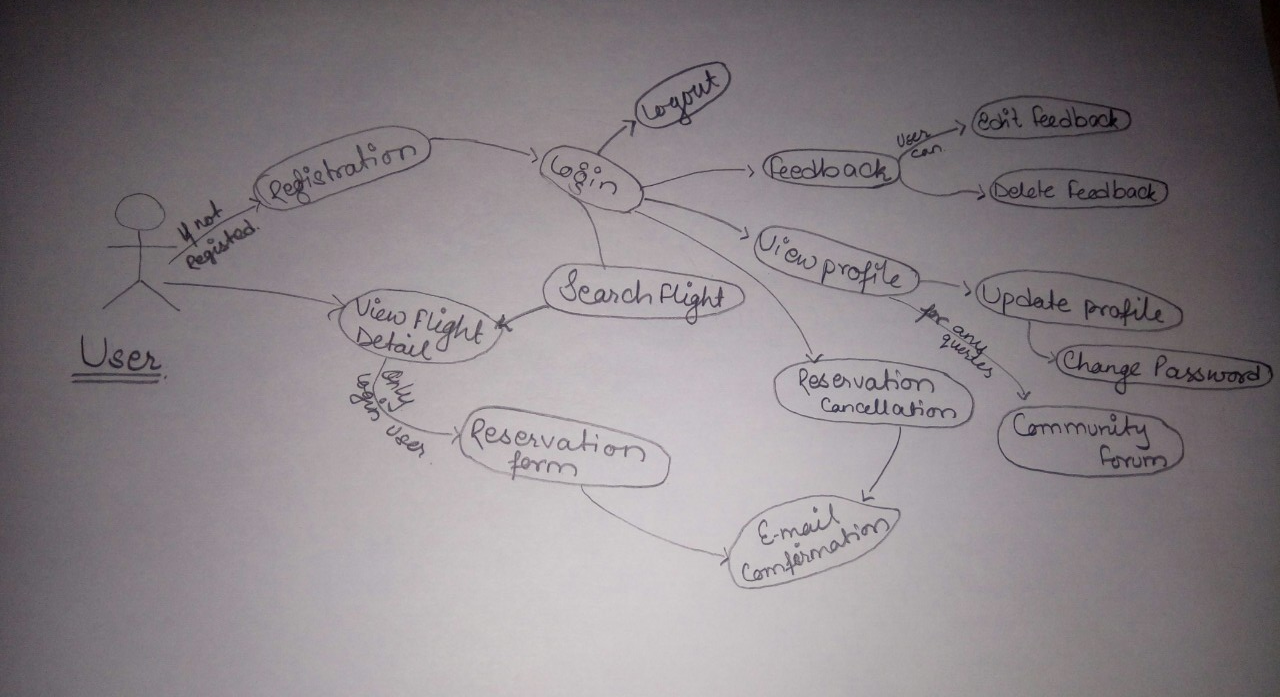 Logout
Registration
Login
Feedback
User
can
Edit Feedback
Delete Feedback
If not
Registed.
User.
View Flight
Detail
Search Flight
View profile
Update profile
Change Password
for any
queries
Community
Forum
Reservation
Cancellation
Only
Login User.
Reservation
form
E-mail
Comfirmation